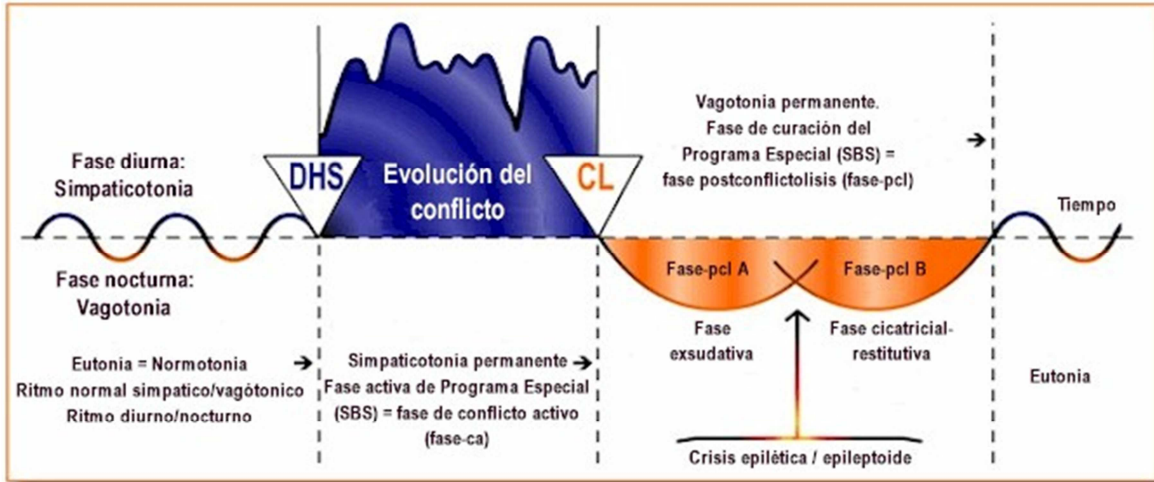 Fase diurna:
Simpaticotonia
Fase nocturna:
Vagotonia
Eutonia = Normotonia
Ritmo normal simpatico/vagótonico
Ritmo diurno/nocturno
DHS
Evolución del
conflicto
CL
Simpaticotonia permanente
Fase activa de Programa Especial
(SBS) = fase de conflicto activo
(fase-ca)
Vagotonia permanente.
Fase de curación del
Programa Especial (SBS) =
fase postconflictolisis (fase-pcl)
Fase-pcl A
Fase-pcl B
Fase
exsudativa
Fase cicatricial-
restitutiva
Crisis epilética / epileptoide
Tiempo
Eutonia